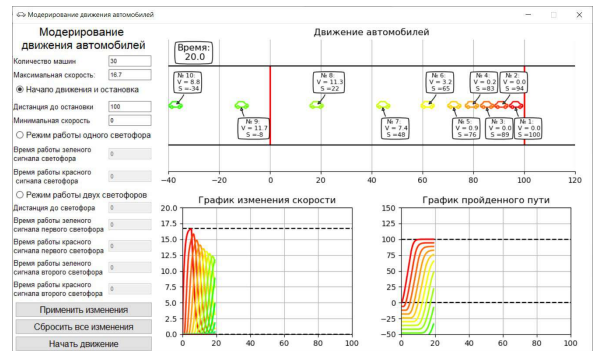 Модерирование движения автомобилей
Модерирование
движения автомобилей
Количество машин 30
Максимальная скорость: 16.7
Начало движения и остановка
Дистанция до остановки 100
Минимальная скорость 0
Режим работы одного светофора
Время работы зеленого
сигнала светофора 0
Время работы красного
сигнала светофора 0
Режим работы двух светофоров
Дистанция до светофора 0
Время работы зеленого
сигнала первого светофора 0
Время работы красного
сигнала первого светофора 0
Время работы зеленого
сигнала второго светофора 0
Время работы красного
сигнала второго светофора 0
Применить изменения
Сбросить все изменения
Начать движение
Движение автомобилей
Время:
20.0
№ 10:
V = 8.8
S =-34
№ 9:
V = 11.7
S =-8
№ 8:
V = 11.3
S =22
№ 7:
V = 7.4
S =48
№ 6:
V = 3.2
S =65
№ 5:
V = 0.9
S =76
№ 4:
V = 0.2
S =83
№ 3:
V = 0.0
S =89
№ 2:
V = 0.0
S =94
№ 1:
V = 0.0
S =100
−40 −20 0 20 40 60 80 100 120
График изменения скорости
20.0
17.5
15.0
12.5
10.0
7.5
5.0
2.5
0.0
0 20 40 60 80 100
График пройденного пути
150
125
100
75
50
25
0
−25
−50
0 20 40 60 80 100